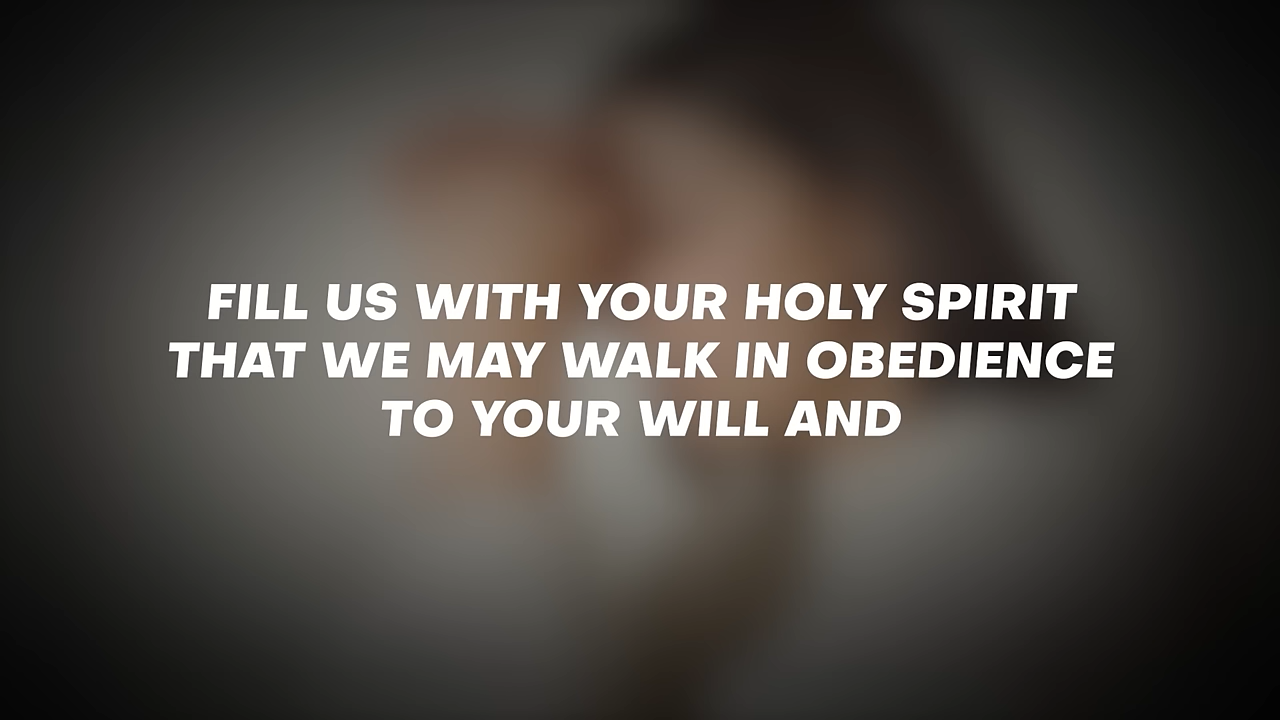 FILL US WITH YOUR HOLY SPIRIT
THAT WE MAY WALK IN OBEDIENCE
TO YOUR WILL AND